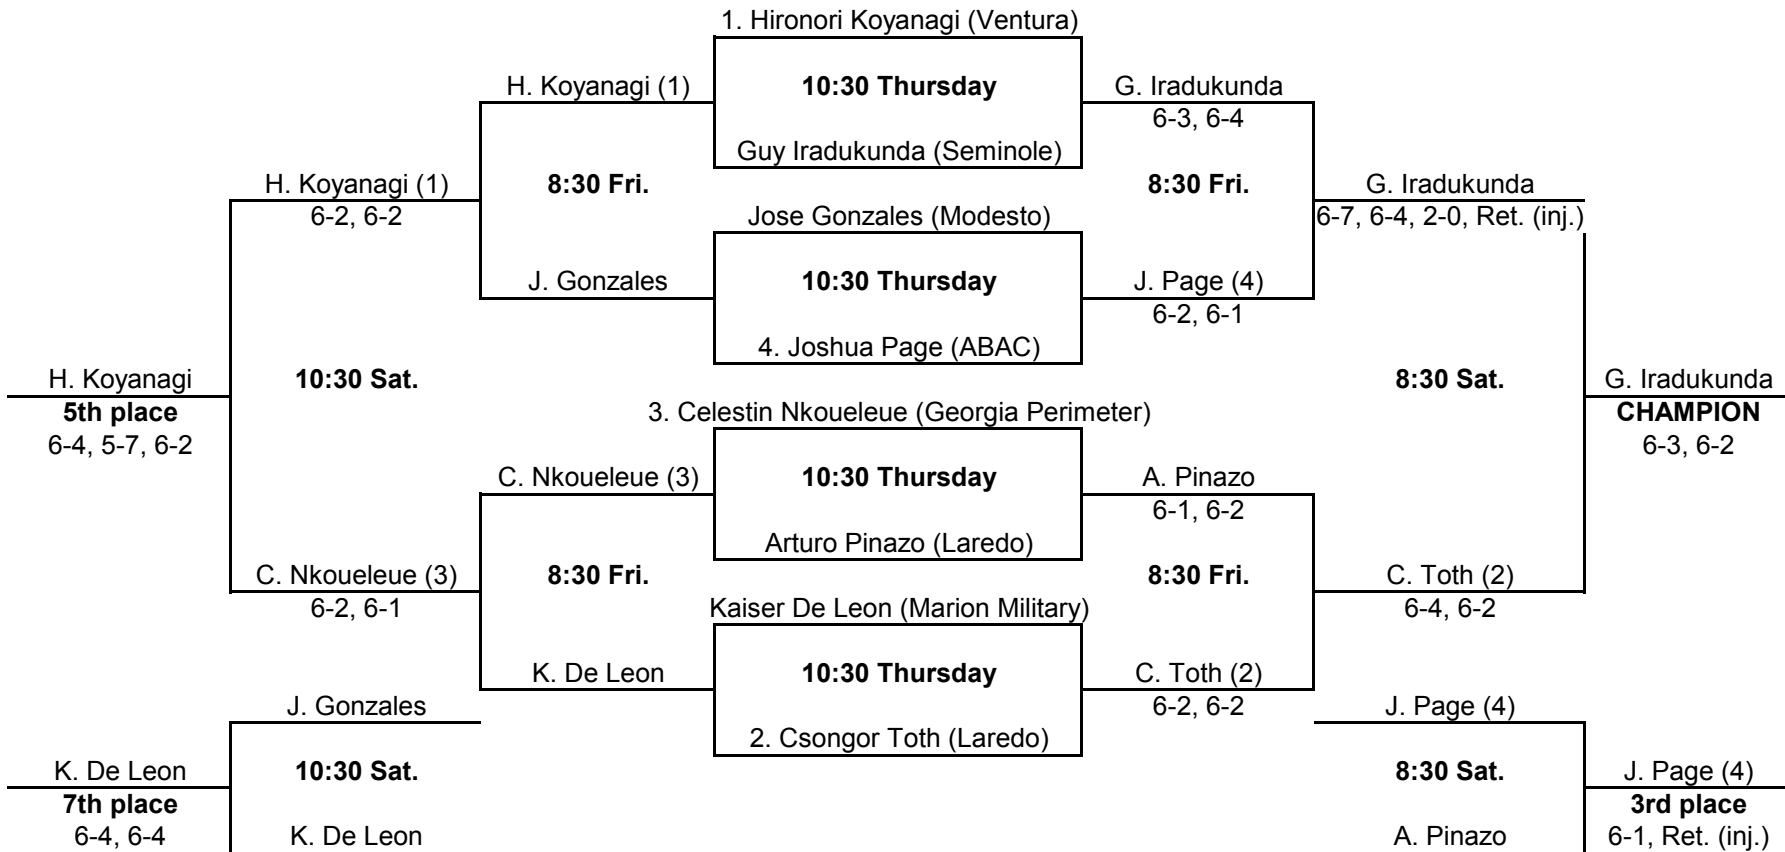 1. Hironori Koyanagi (Ventura)
H. Koyanagi (1)
10:30 Thursday
G. Iradukunda
6-3, 6-4
Guy Iradukunda (Seminole)
H. Koyanagi (1)
6-2, 6-2
8:30 Fri.
8:30 Fri.
G. Iradukunda
6-7, 6-4, 2-0, Ret. (inj.)
Jose Gonzales (Modesto)
J. Gonzales
10:30 Thursday
J. Page (4)
6-2, 6-1
4. Joshua Page (ABAC)
H. Koyanagi
5th place
6-4, 5-7, 6-2
10:30 Sat.
8:30 Sat.
G. Iradukunda
CHAMPION
6-3, 6-2
3. Celestin Nkoueleue (Georgia Perimeter)
C. Nkoueleue (3)
10:30 Thursday
A. Pinazo
6-1, 6-2
Arturo Pinazo (Laredo)
C. Nkoueleue (3)
6-2, 6-1
8:30 Fri.
8:30 Fri.
C. Toth (2)
6-4, 6-2
Kaiser De Leon (Marion Military)
K. De Leon
10:30 Thursday
C. Toth (2)
6-2, 6-2
2. Csongor Toth (Laredo)
J. Gonzales
J. Page (4)
K. De Leon
7th place
6-4, 6-4
10:30 Sat.
K. De Leon
8:30 Sat.
A. Pinazo
J. Page (4)
3rd place
6-1, Ret. (inj.)